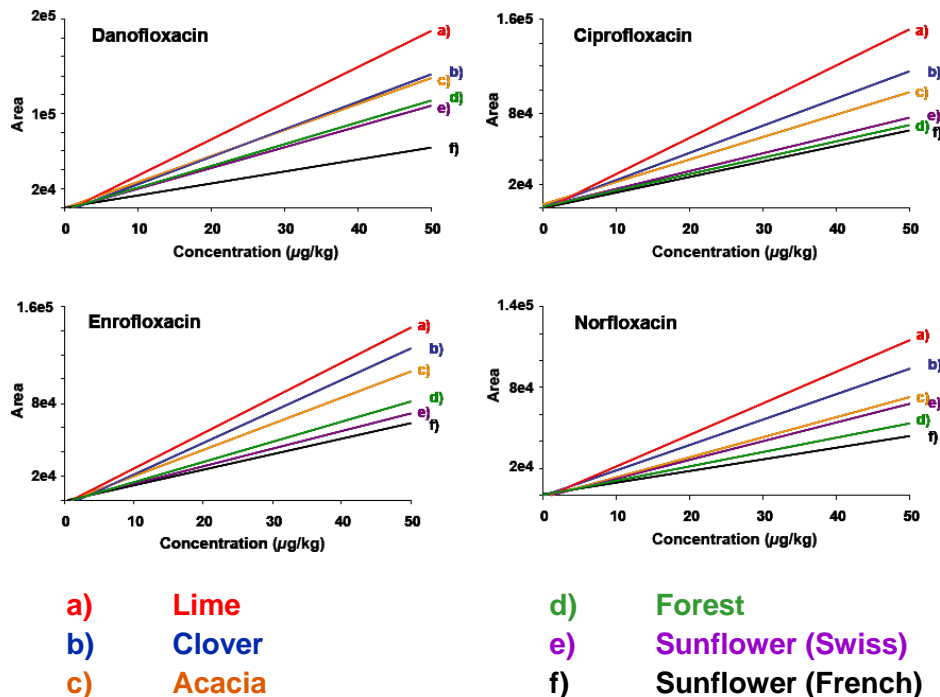 2e5
Danofloxacin
a)
b)
c)
d)
e)
f)
1e5
2e4
Area
0 10 20 30 40 50
Concentration (µg/kg)
1.6e5
Ciprofloxacin
a)
b)
c)
e)
d)
f)
8e4
2e4
Area
0 10 20 30 40 50
Concentration (µg/kg)
1.6e5
Enrofloxacin
a)
b)
c)
d)
e)
f)
8e4
2e4
Area
0 10 20 30 40 50
Concentration (µg/kg)
1.4e5
Norfloxacin
a)
b)
c)
e)
d)
f)
8e4
2e4
Area
0 10 20 30 40 50
Concentration (µg/kg)
a) Lime
b) Clover
c) Acacia
d) Forest
e) Sunflower (Swiss)
f) Sunflower (French)